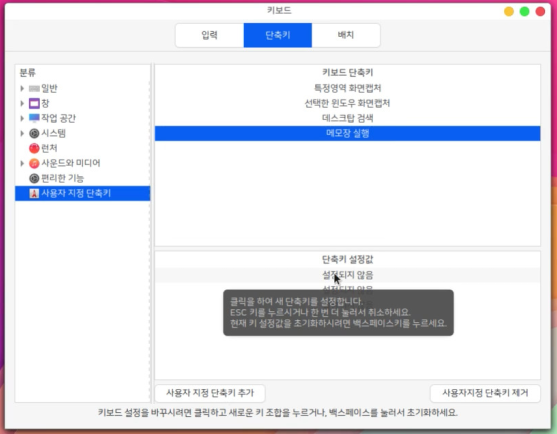 키보드
입력
단축키
배치
분류
일반
창
작업 공간
시스템
런처
사운드와 미디어
편리한 기능
사용자 지정 단축키
키보드 단축키
특정영역 화면캡처
선택한 윈도우 화면캡처
데스크탑 검색
메모장 실행
단축키 설정값
설정되지 않음
클릭을 하여 새 단축키를 설정합니다.
ESC 키를 누르시거나 한 번 더 눌러서 취소하세요.
현재 키 설정값을 초기화하시려면 백스페이스키를 누르세요.
사용자 지정 단축키 추가
사용자지정 단축키 제거
키보드 설정을 바꾸시려면 클릭하고 새로운 키 조합을 누르거나, 백스페이스를 눌러서 초기화하세요.